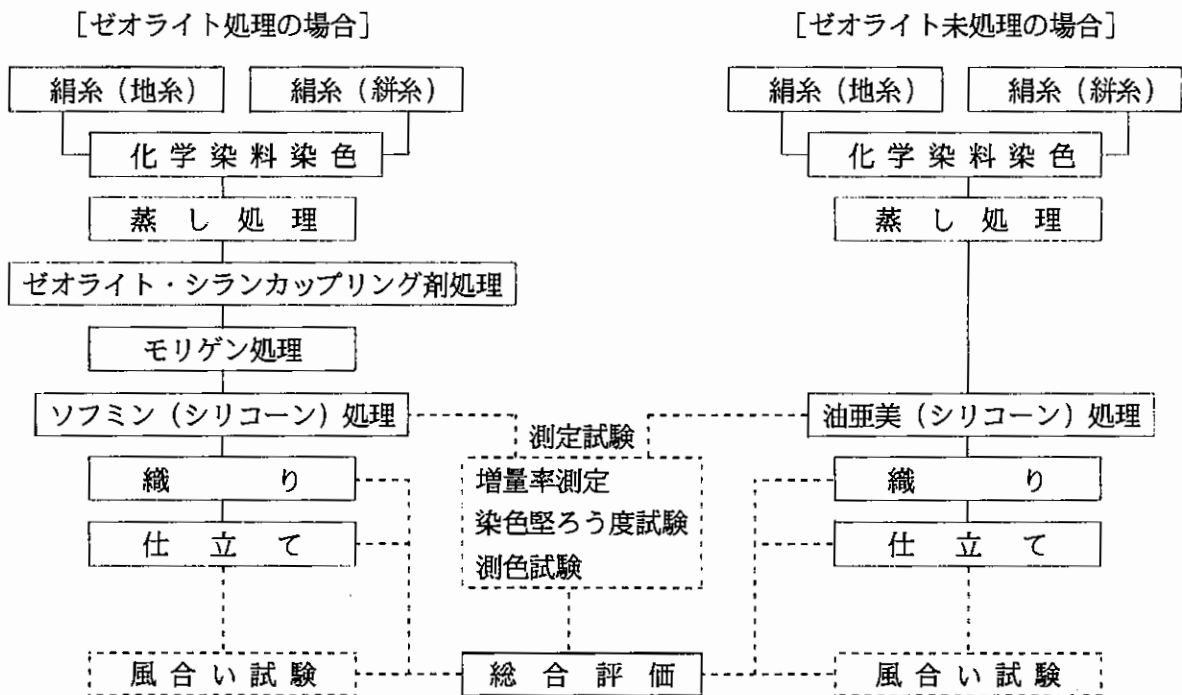 [ゼオライト処理の場合]
[ゼオライト未処理の場合]
絹糸（地糸）
絹糸（絣糸）
絹糸（地糸）
絹糸（絣糸）
化学染料染色
化学染料染色
蒸し処理
蒸し処理
ゼオライト・シランカップリング剤処理
モリゲン処理
ソフミン（シリコーン）処理
油亜美（シリコーン）処理
測定試験
増量率測定
染色堅ろう度試験
測色試験
織り
織り
仕立て
仕立て
風合い試験
総合評価
風合い試験